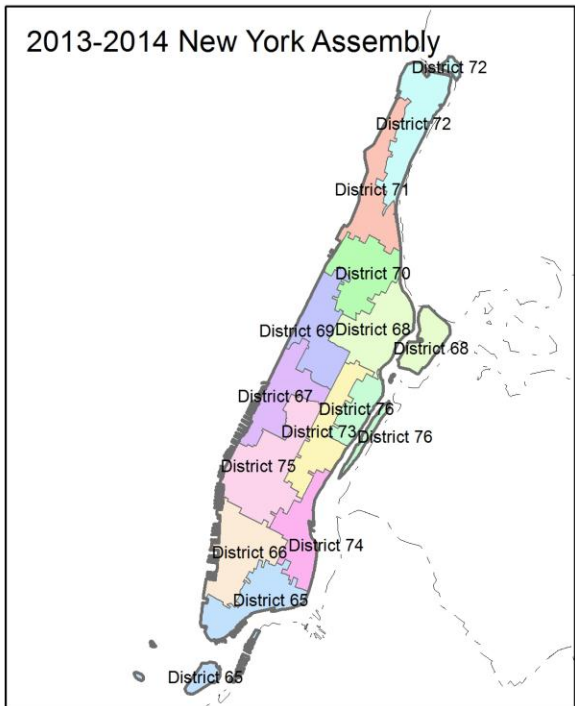 2013-2014 New York Assembly
District 72
District 72
District 71
District 70
District 69
District 68
District 68
District 67
District 76
District 73
District 76
District 75
District 74
District 66
District 65
District 65